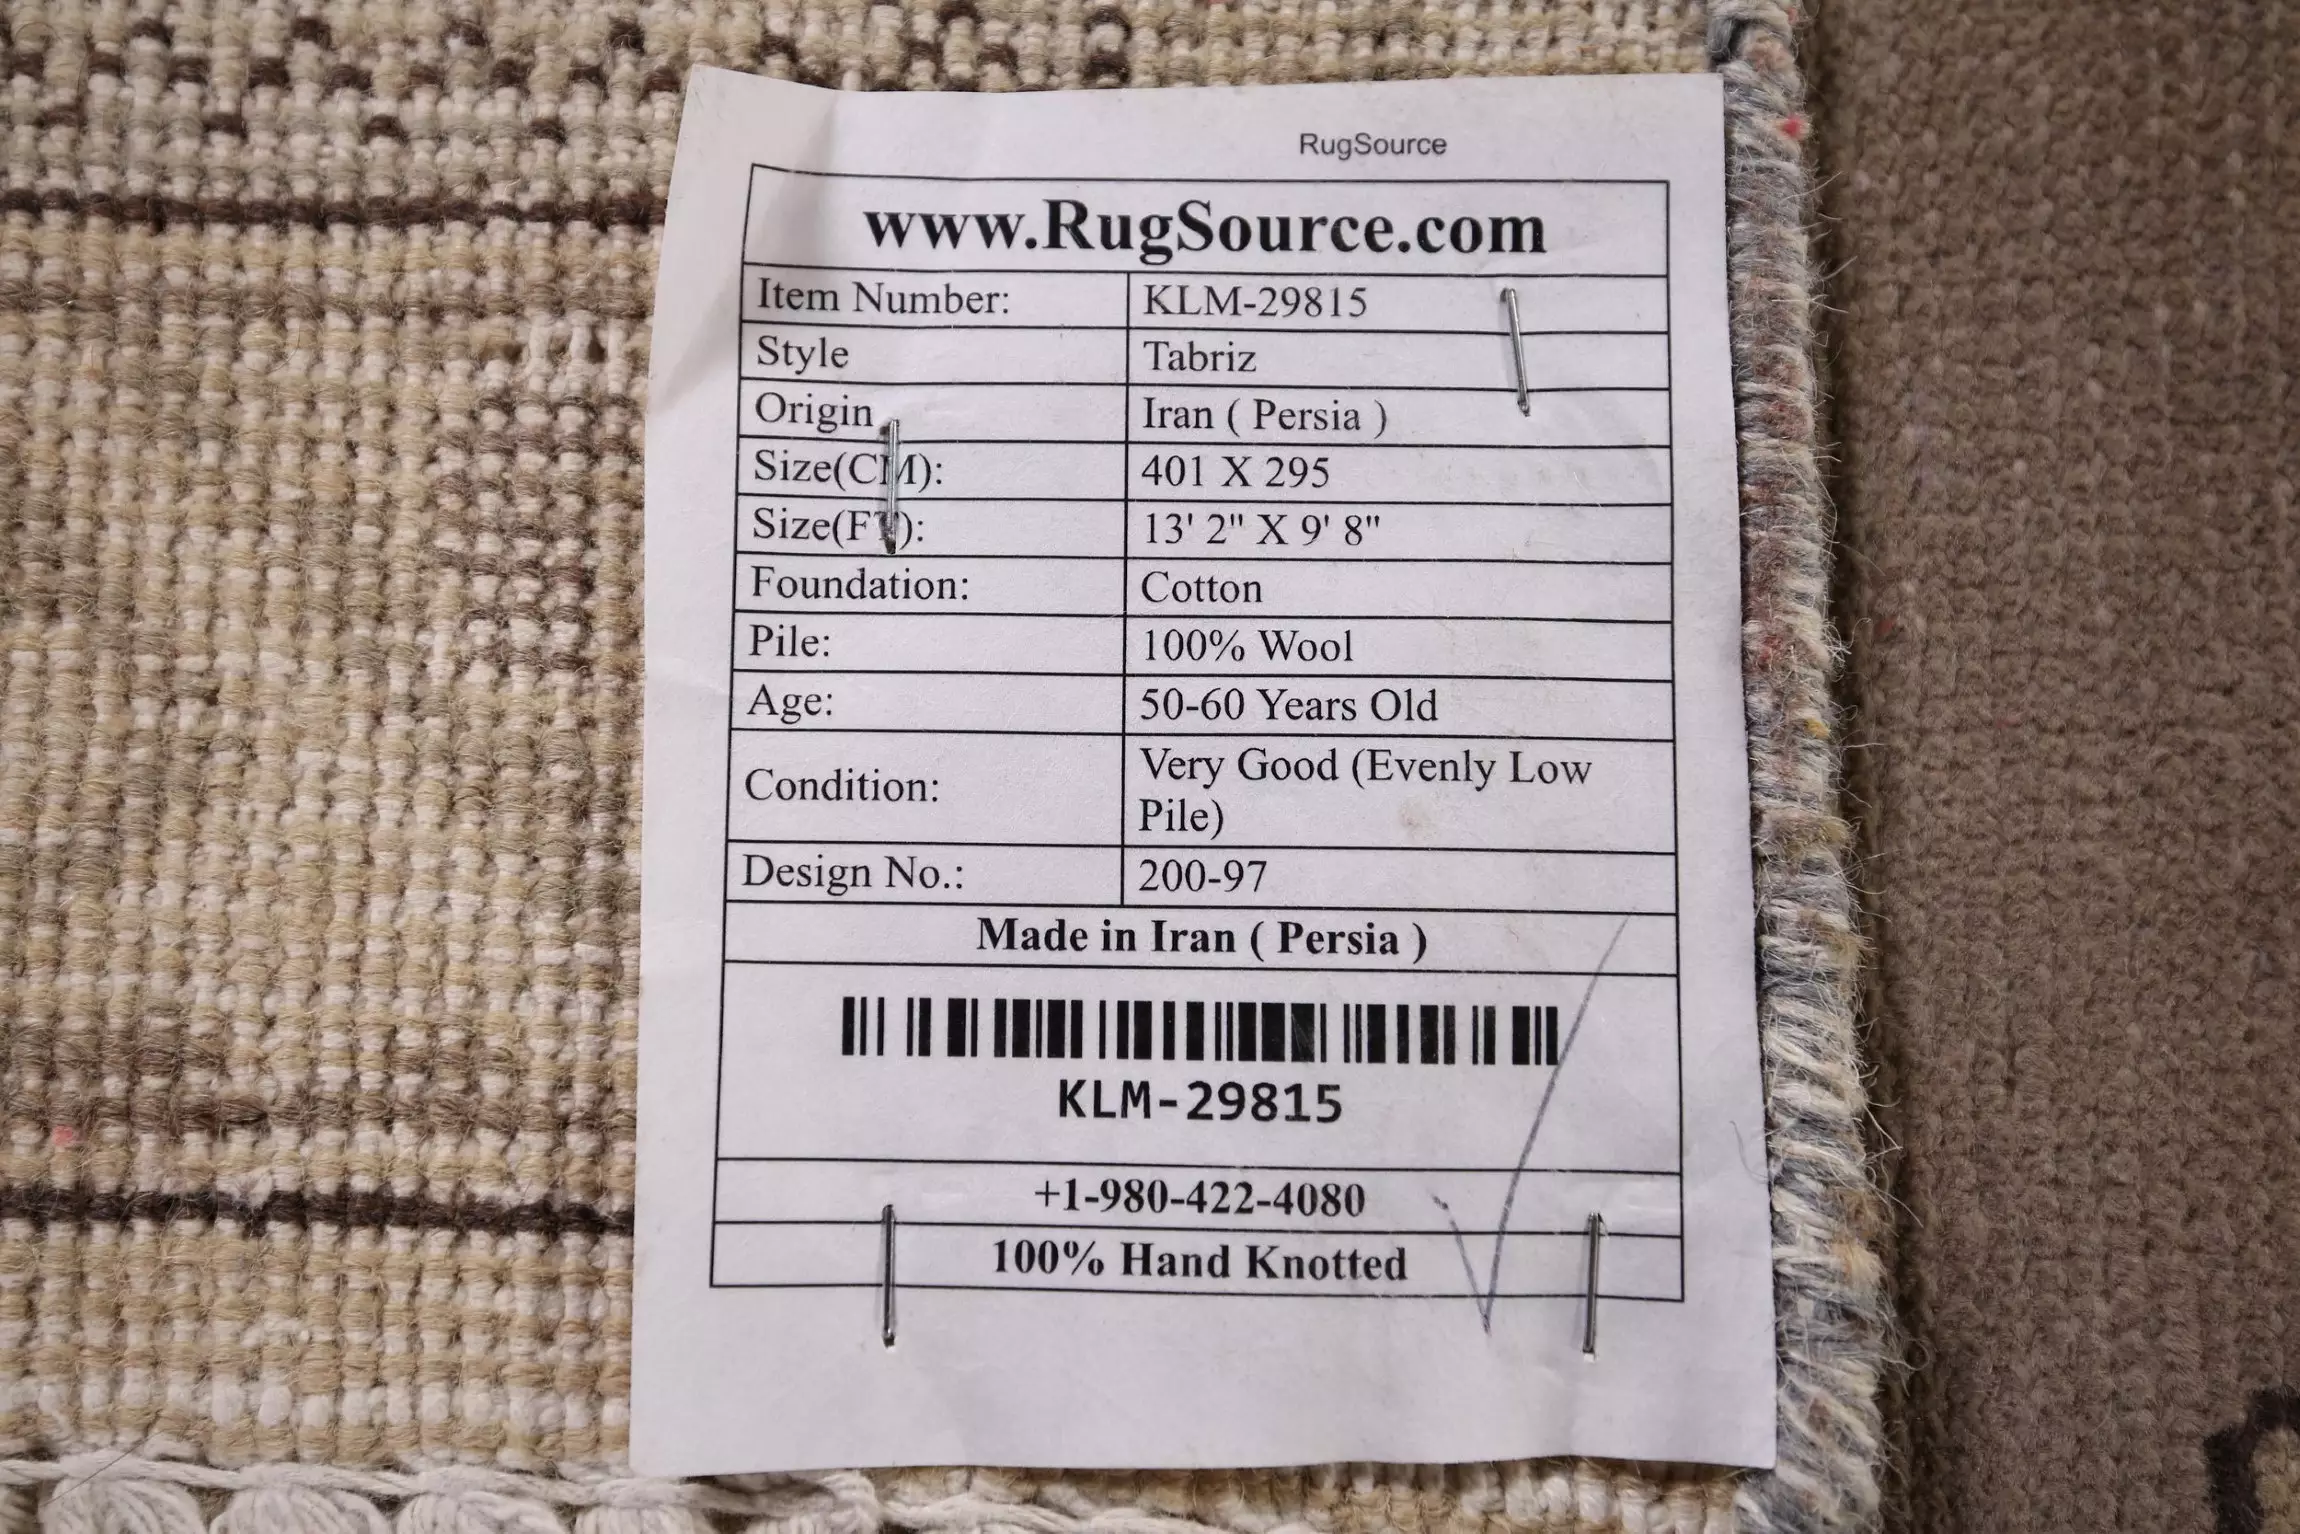 RugSource
www.RugSource.com
Item Number: KLM-29815
Style Tabriz
Origin Iran ( Persia )
Size(CM): 401 X 295
Size(FT): 13' 2" X 9' 8"
Foundation: Cotton
Pile: 100% Wool
Age: 50-60 Years Old
Condition: Very Good (Evenly Low
Pile)
Design No.: 200-97
Made in Iran ( Persia )
KLM-29815
+1-980-422-4080
100% Hand Knotted